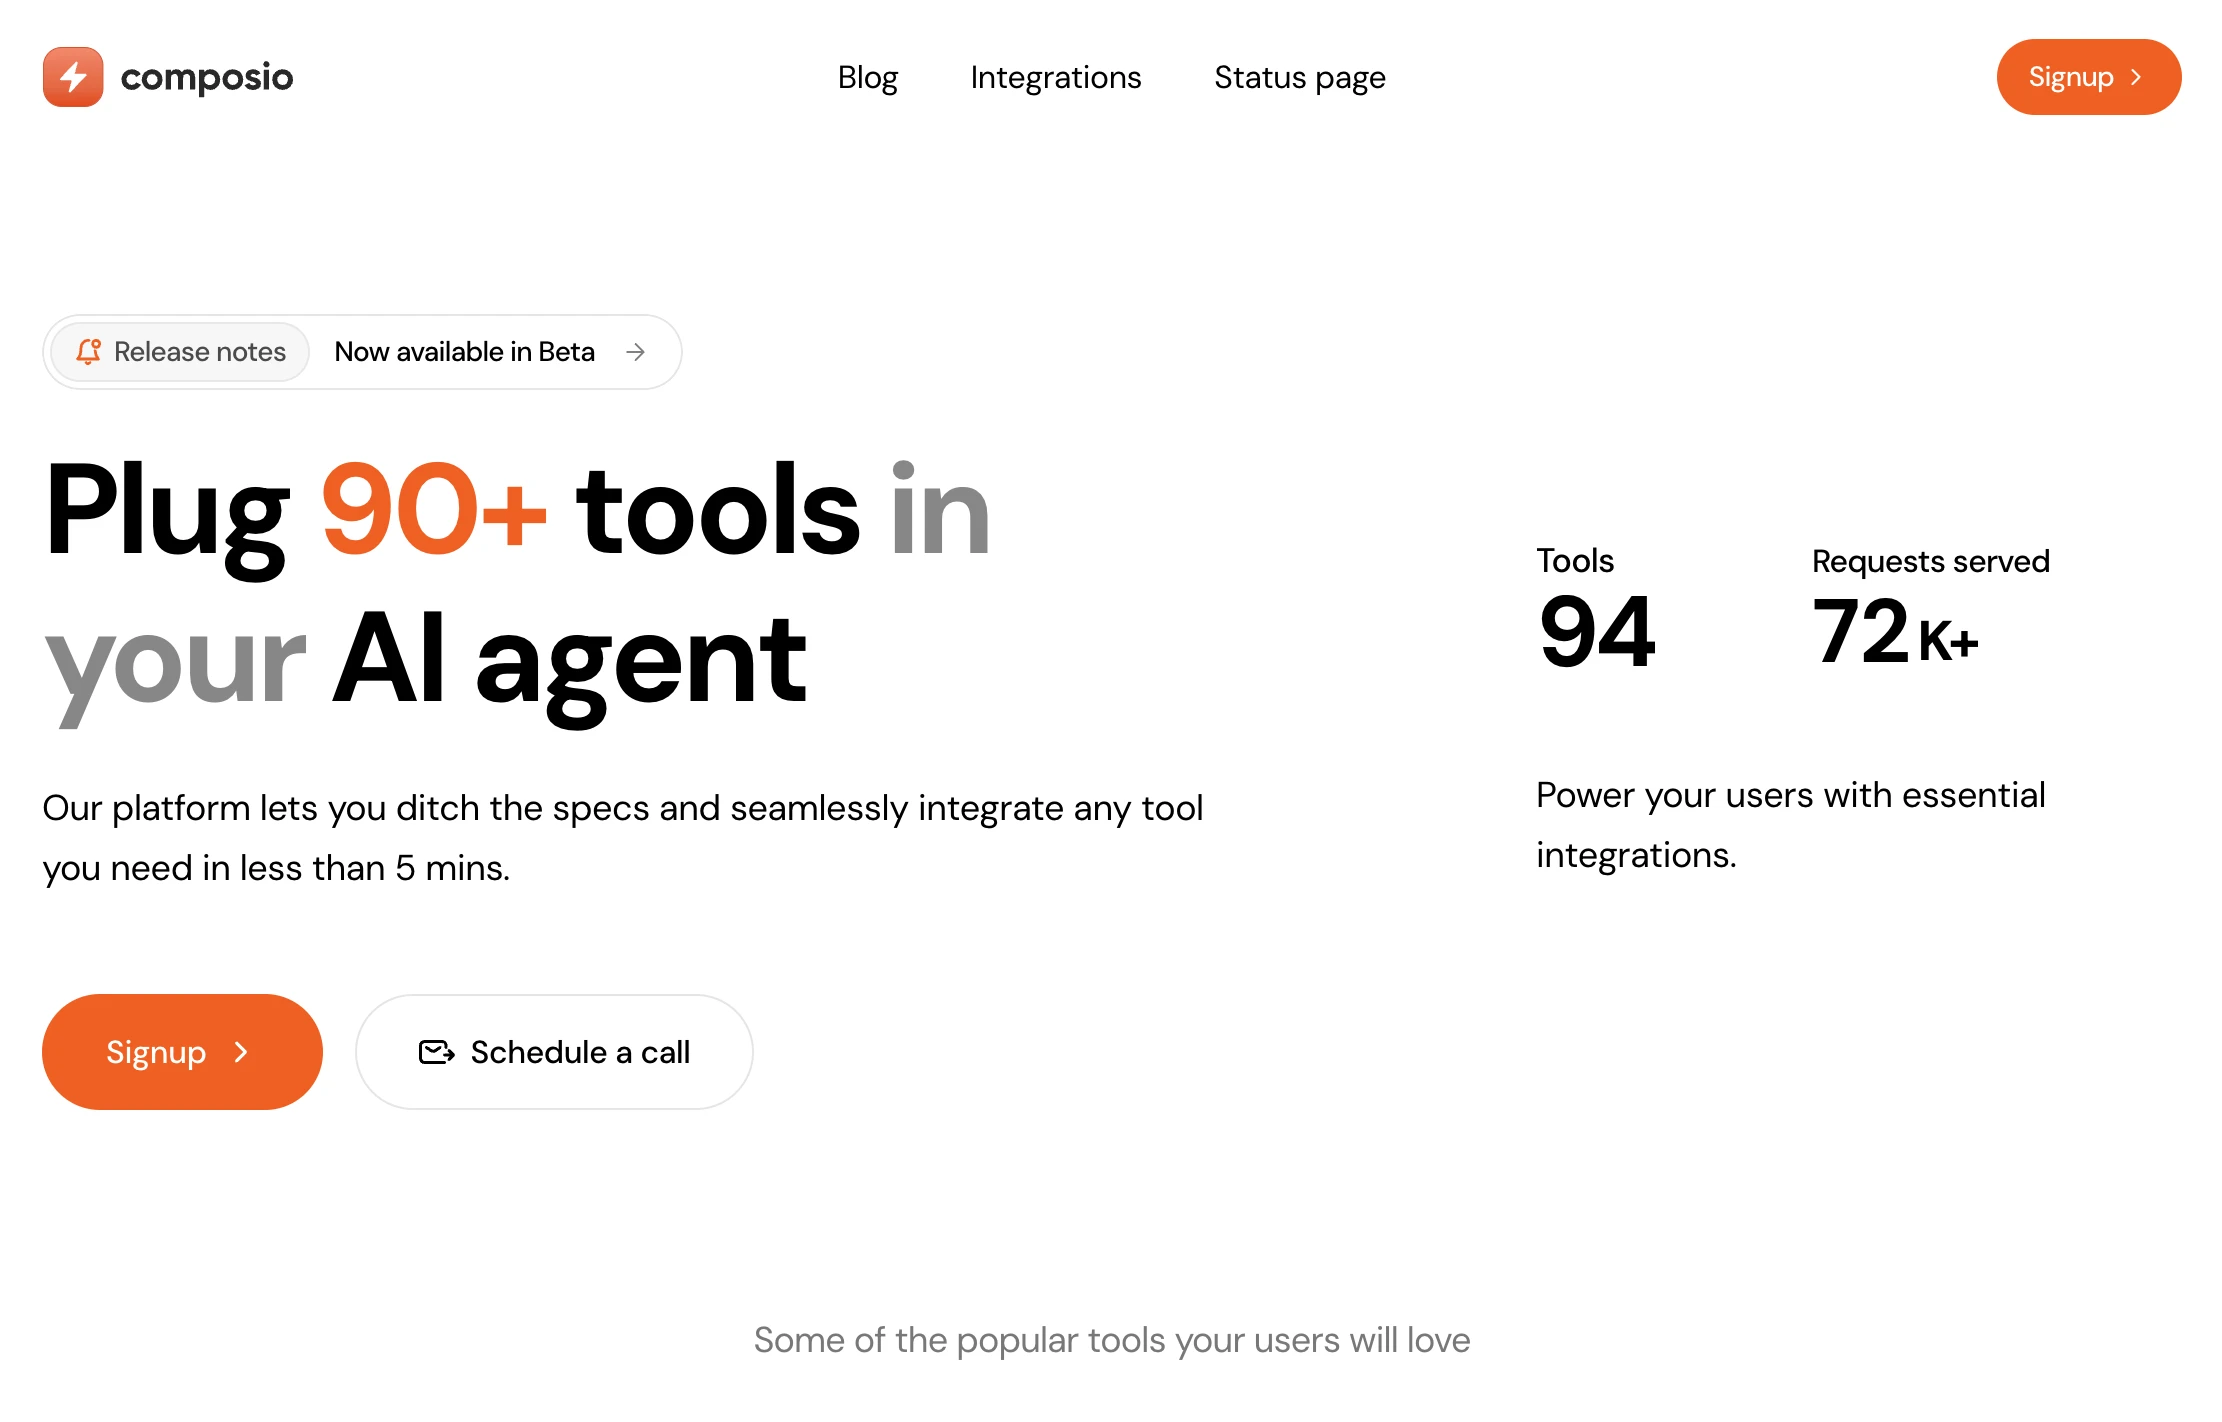 composio
Blog
Integrations
Status page
Signup
Release notes
Now available in Beta
Plug 90+ tools in
your AI agent
Our platform lets you ditch the specs and seamlessly integrate any tool
you need in less than 5 mins.
Signup
Schedule a call
Tools
94
Requests served
72K+
Power your users with essential
integrations.
Some of the popular tools your users will love